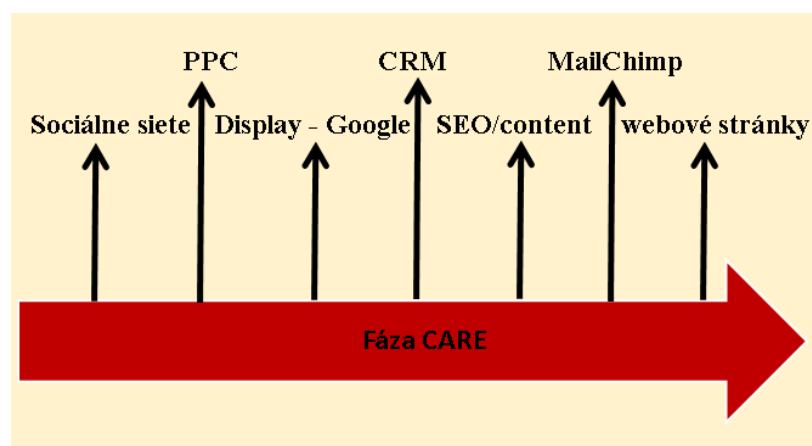 PPC CRM MailChimp
Sociálne siete Display - Google SEO/content webové stránky
Fáza CARE